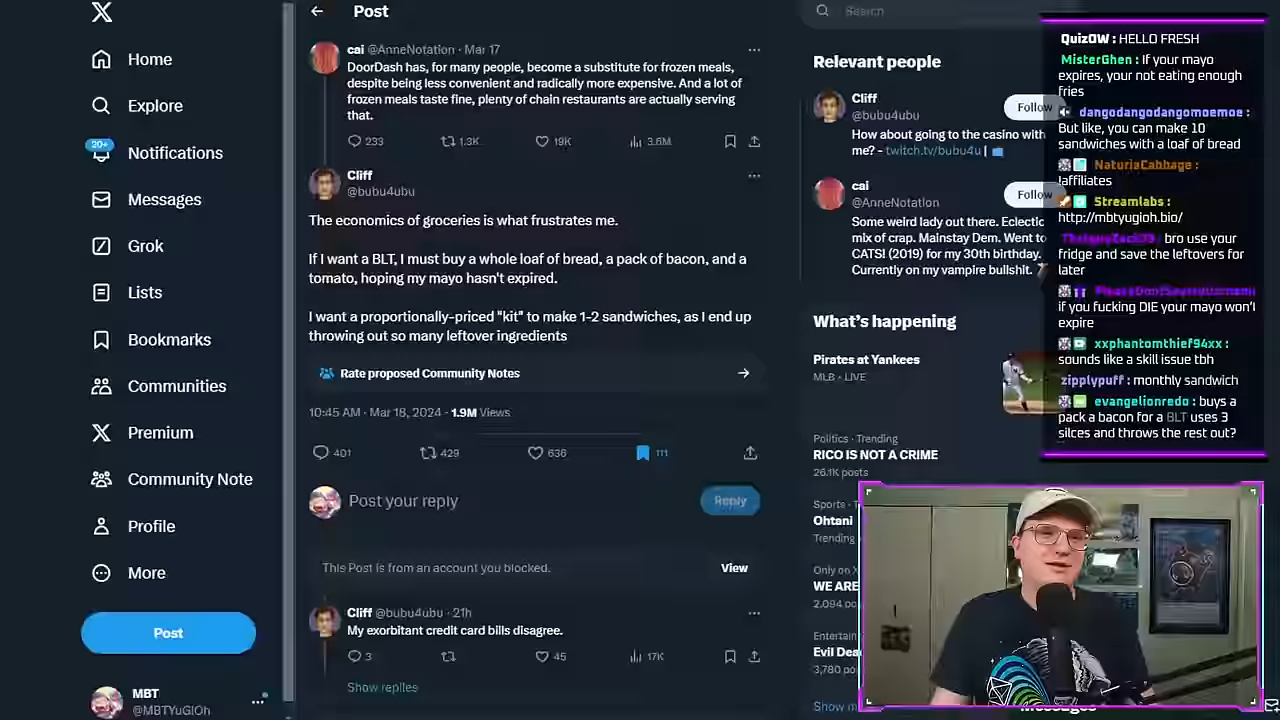 Home
Explore
20+
Notifications
Messages
Grok
Lists
Bookmarks
Communities
Premium
Community Note
Profile
More
Post
MBT
@MBTYuGiOh
Post
cai @AnneNotation · Mar 17
DoorDash has, for many people, become a substitute for frozen meals,
despite being less convenient and radically more expensive. And a lot of
frozen meals taste fine, plenty of chain restaurants are actually serving
that.
233 1.3K 19K 3.6M
Cliff
@bubu4ubu
The economics of groceries is what frustrates me.
If I want a BLT, I must buy a whole loaf of bread, a pack of bacon, and a
tomato, hoping my mayo hasn't expired.
I want a proportionally-priced "kit" to make 1-2 sandwiches, as I end up
throwing out so many leftover ingredients
Rate proposed Community Notes
10:45 AM · Mar 18, 2024 · 1.9M Views
401 429 636 111
Post your reply
Reply
This Post is from an account you blocked.
View
Cliff @bubu4ubu · 21h
My exorbitant credit card bills disagree.
3 45 17K
Show replies
Search
Relevant people
Cliff
@bubu4ubu
Follow
How about going to the casino with
me? - twitch.tv/bubu4u |
cai
@AnneNotation
Follow
Some weird lady out there. Eclectic
mix of crap. Mainstay Dem. Went to
CATS! (2019) for my 30th birthday.
Currently on my vampire bullshit.
What's happening
Pirates at Yankees
MLB · LIVE
Politics · Trending
RICO IS NOT A CRIME
26.1K posts
Sports · T
Ohtani
Trending
Only on X
WE ARE
2,094 po
Entertain
Evil Dea
3,780 po
Show m
Messages
QuizOW : HELLO FRESH
MisterGhen : If your mayo
expires, your not eating enough
fries
dangodangodangomoemoe :
But like, you can make 10
sandwiches with a loaf of bread
NaturiaCabbage :
!affiliates
Streamlabs :
http://mbtyugioh.bio/
bro use your
fridge and save the leftovers for
later
if you fucking DIE your mayo won't
expire
xxphantomthief94xx :
sounds like a skill issue tbh
zipplypuff : monthly sandwich
evangelionredo : buys a
pack a bacon for a BLT uses 3
silces and throws the rest out?